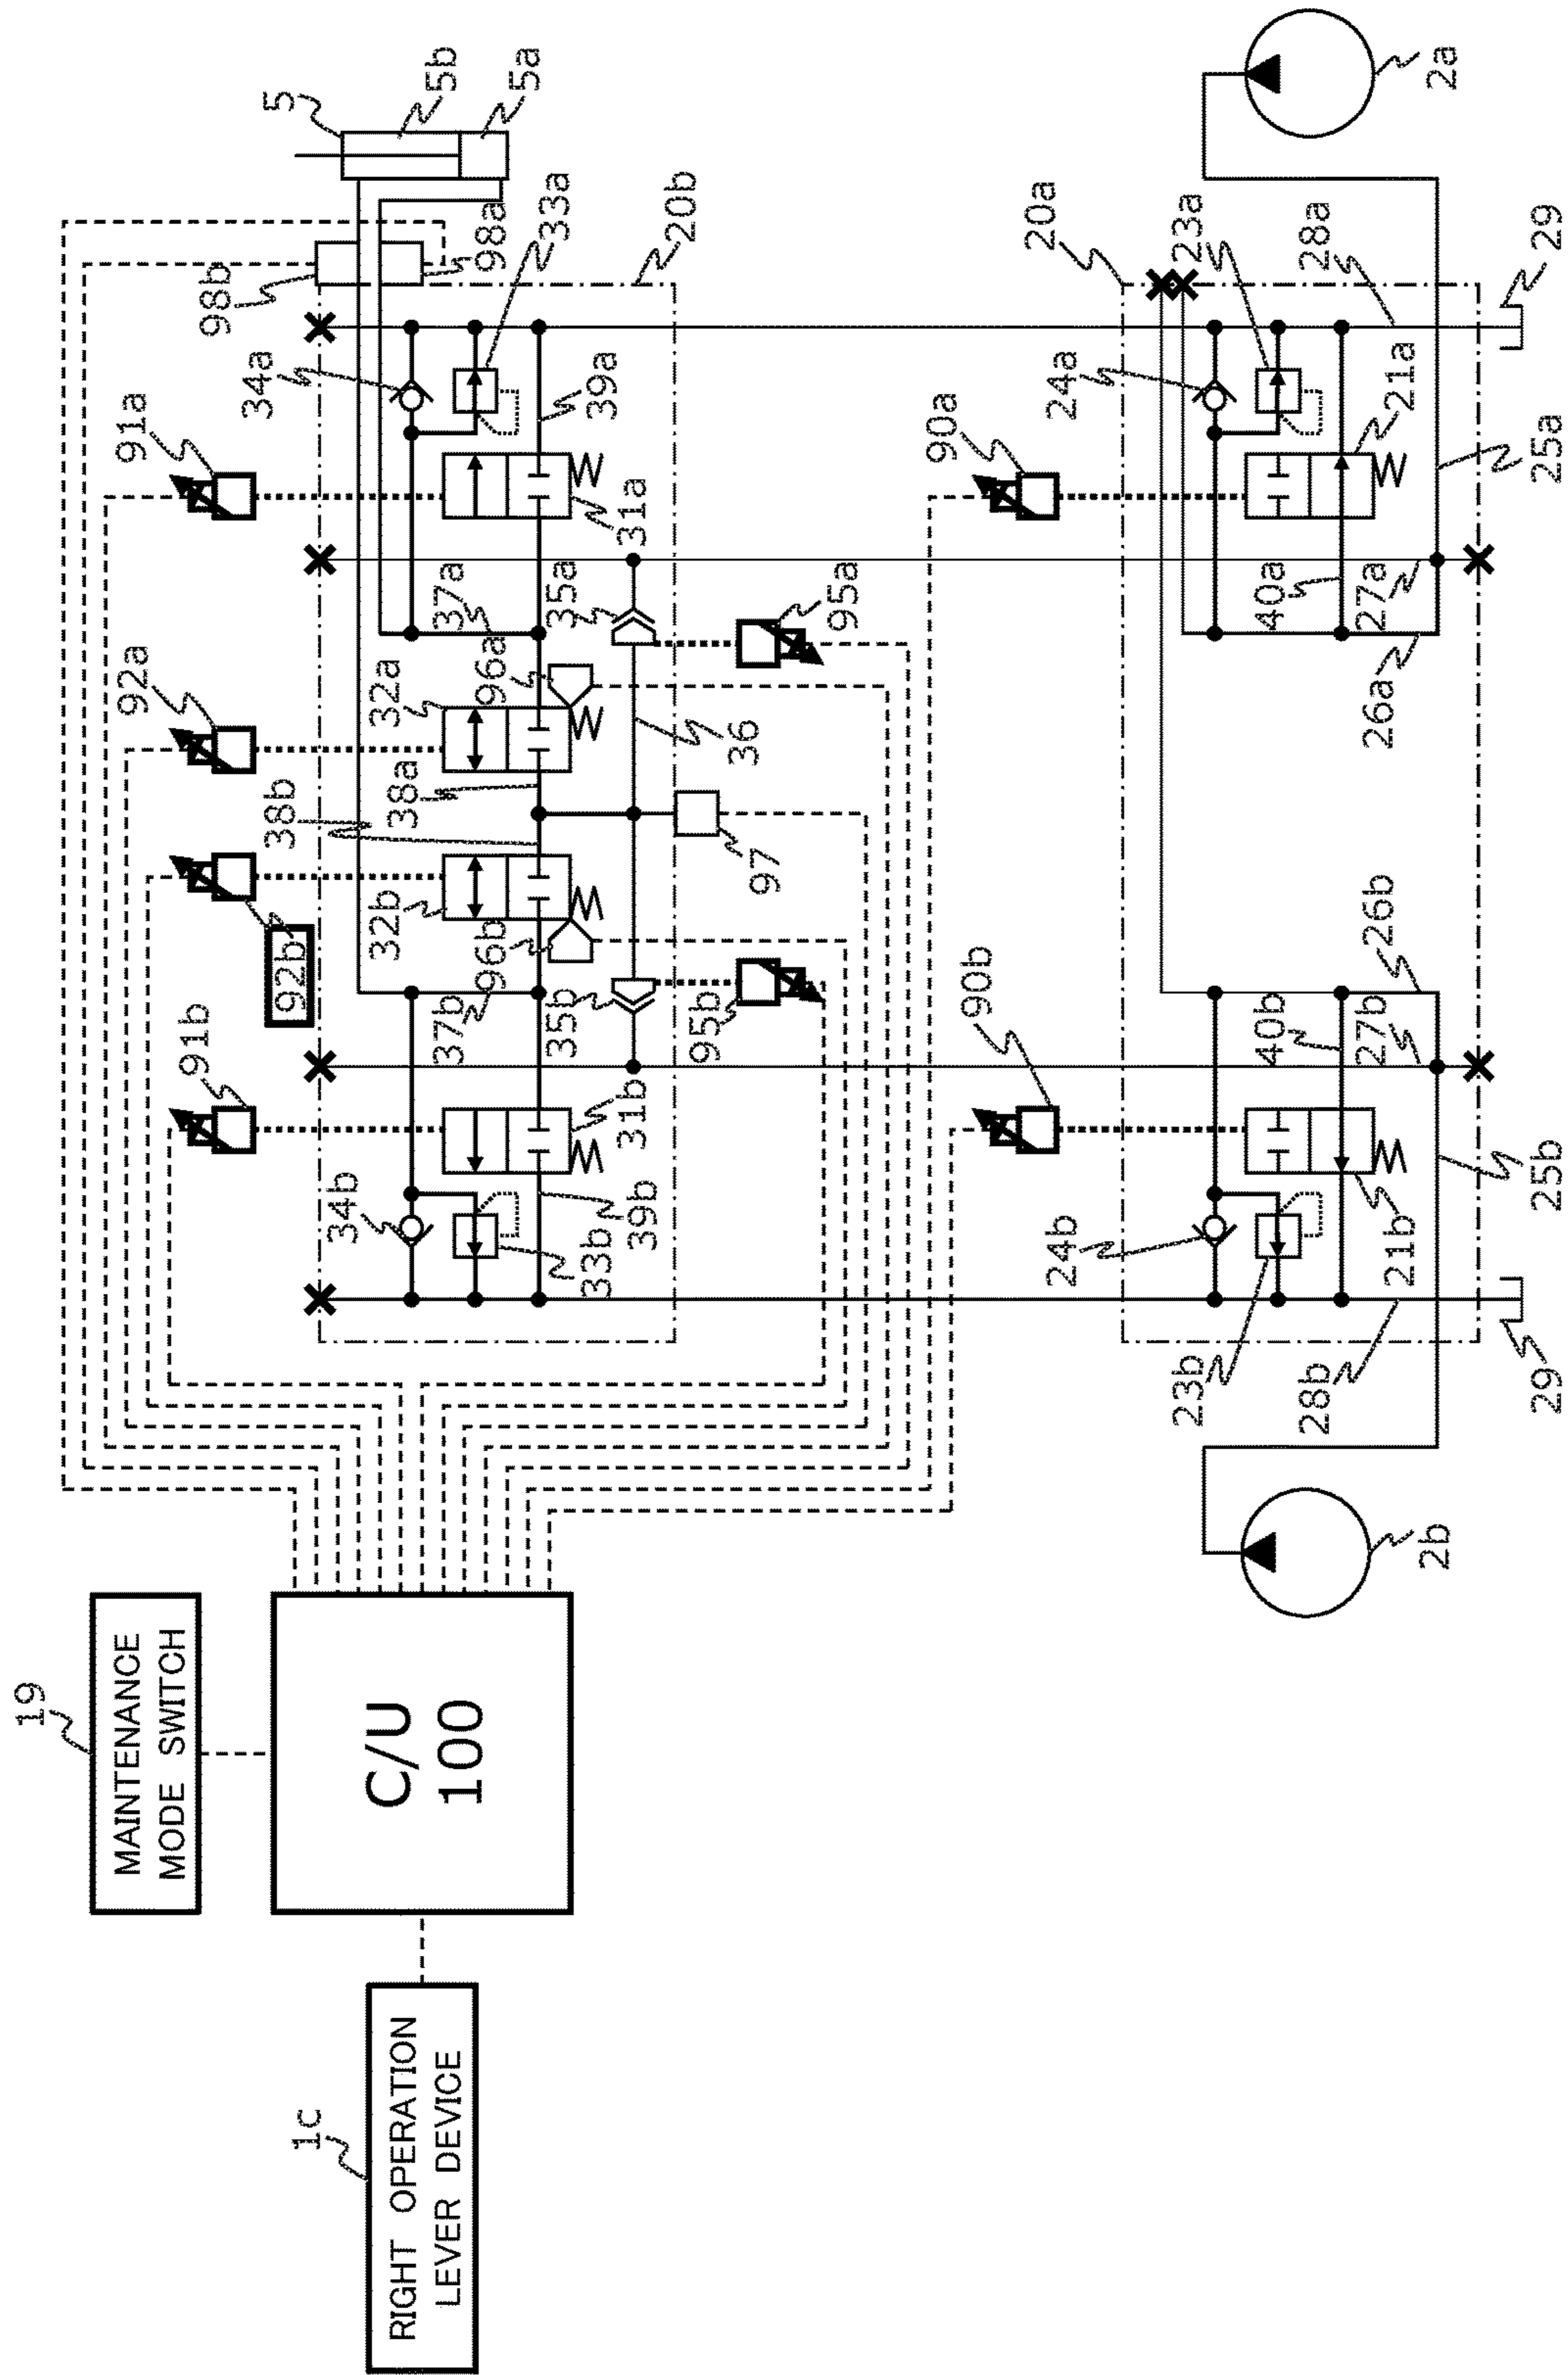 19
MAINTENANCE
MODE SWITCH
C/U
100
1c
RIGHT OPERATION
LEVER DEVICE
5
5b
5a
98b
98a
33a
20b
34a
39a
91a
31a
37a
35a
95a
92a
32a
96a
36
38b
38a
97
32b
96b
92b
37b
35b
95b
91b
31b
34b
39b
33b
2a
20a
23a
28a
29
24a
21a
25a
90a
40a
27a
26a
26b
90b
40b
27b
25b
24b
21b
23b
28b
29
2b